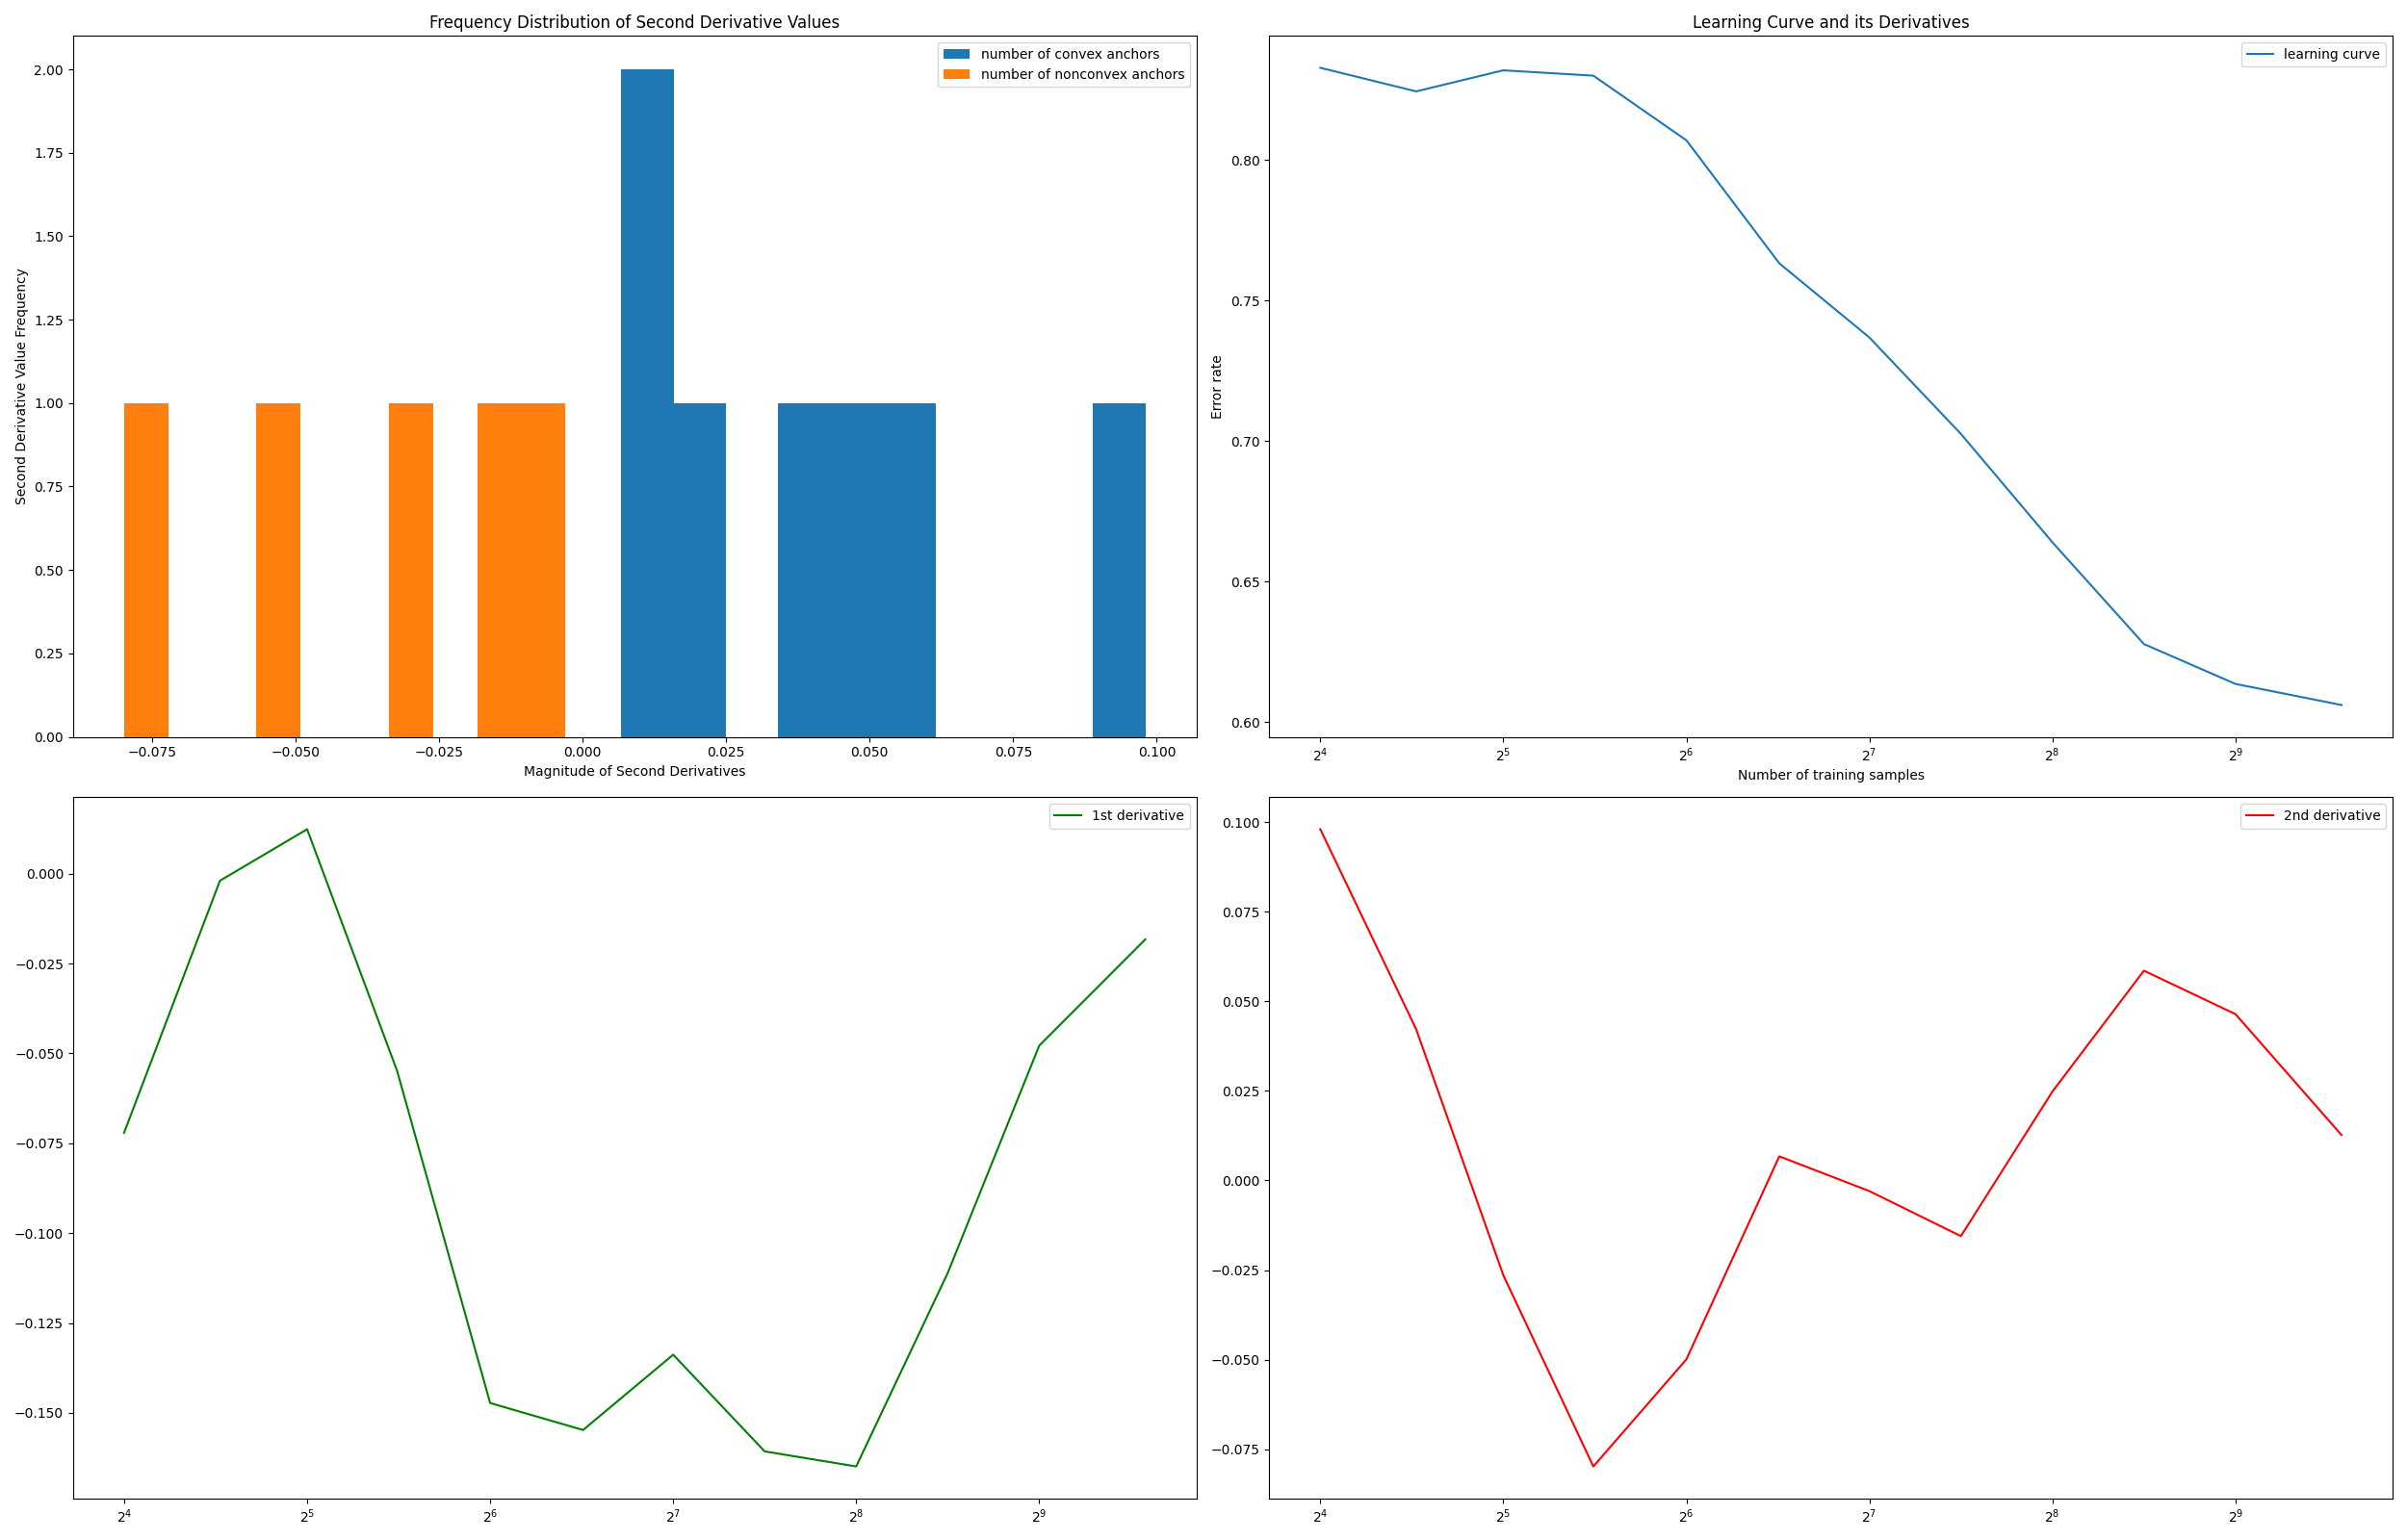 Frequency Distribution of Second Derivative Values
number of convex anchors
number of nonconvex anchors
2.00
1.75
1.50
1.25
1.00
0.75
0.50
0.25
0.00
Second Derivative Value Frequency
−0.075 −0.050 −0.025 0.000 0.025 0.050 0.075 0.100
Magnitude of Second Derivatives
Learning Curve and its Derivatives
learning curve
0.80
0.75
0.70
0.65
0.60
Error rate
2⁴ 2⁵ 2⁶ 2⁷ 2⁸ 2⁹
Number of training samples
1st derivative
0.000
−0.025
−0.050
−0.075
−0.100
−0.125
−0.150
2⁴ 2⁵ 2⁶ 2⁷ 2⁸ 2⁹
2nd derivative
0.100
0.075
0.050
0.025
0.000
−0.025
−0.050
−0.075
2⁴ 2⁵ 2⁶ 2⁷ 2⁸ 2⁹